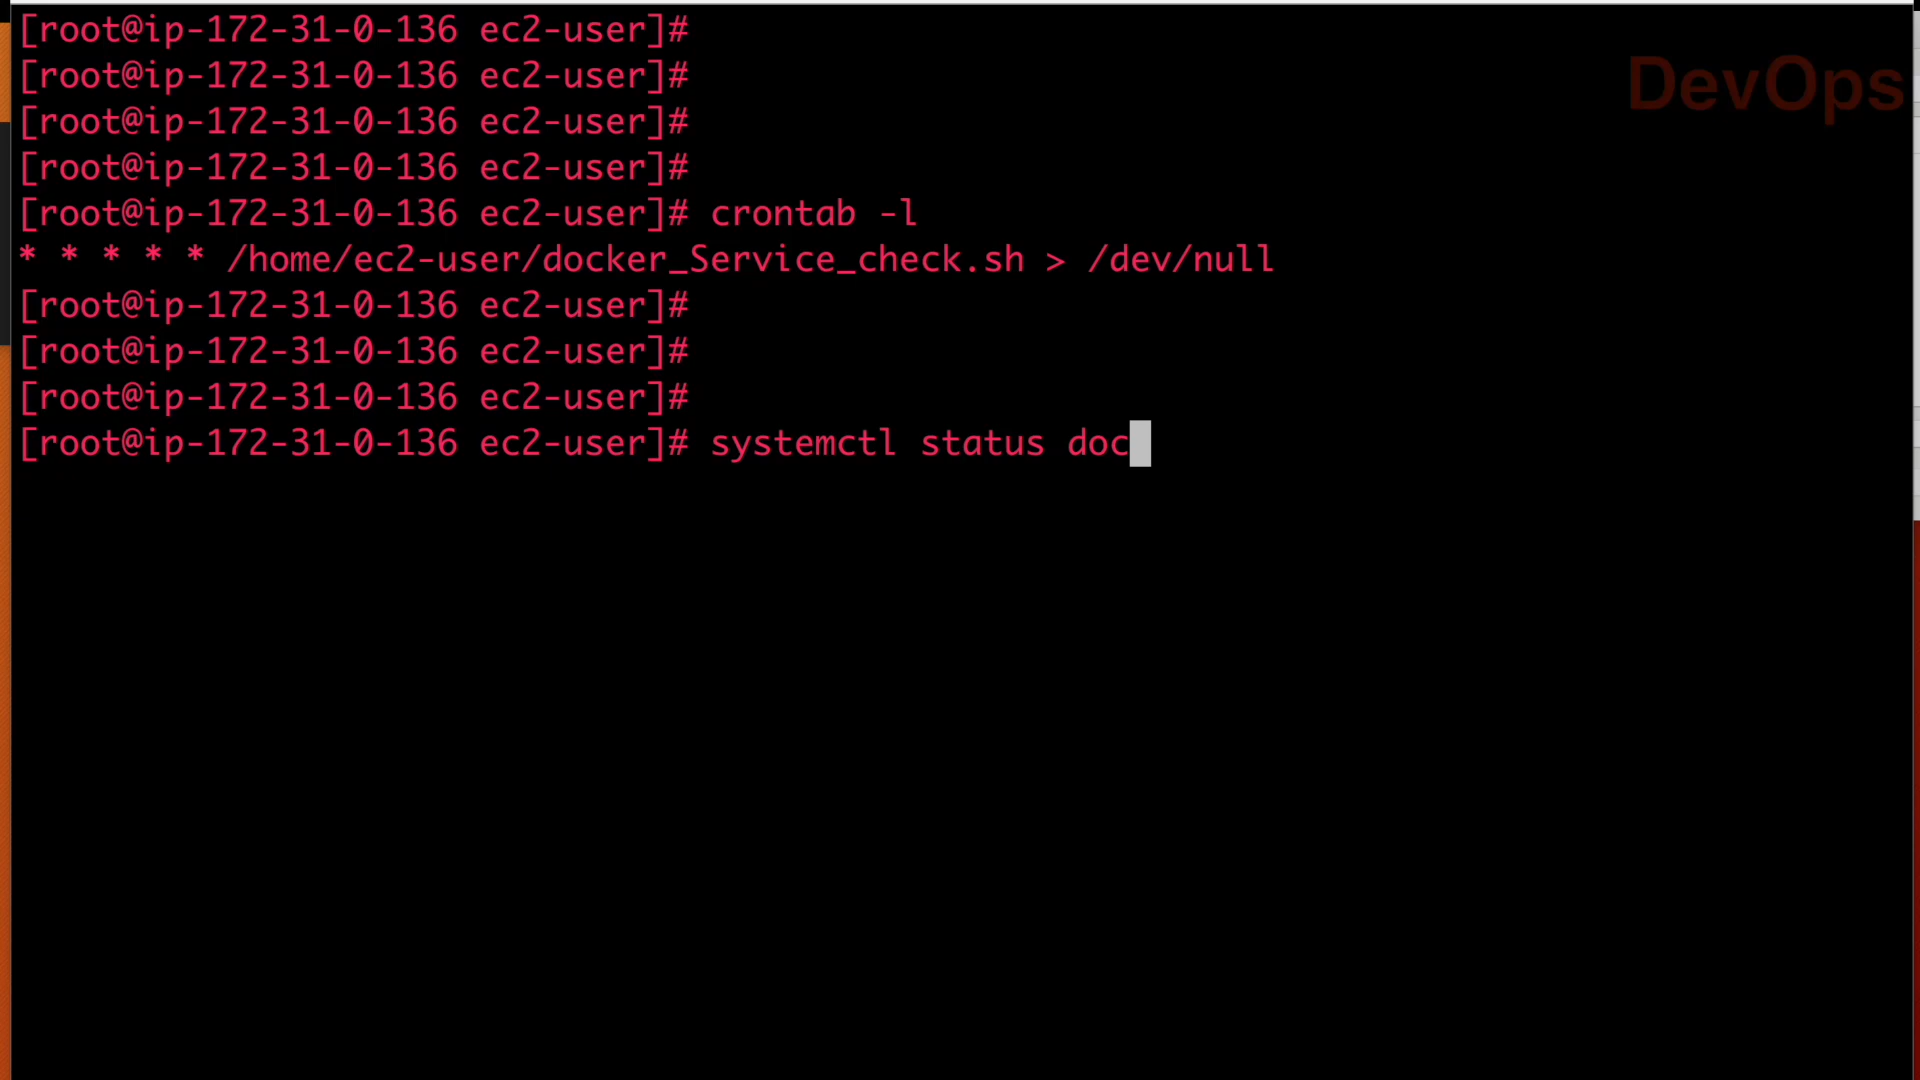 [root@ip-172-31-0-136 ec2-user]#
[root@ip-172-31-0-136 ec2-user]#
DevOps
[root@ip-172-31-0-136 ec2-user]#
[root@ip-172-31-0-136 ec2-user]#
[root@ip-172-31-0-136 ec2-user]# crontab -l
* * * * * /home/ec2-user/docker_Service_check.sh > /dev/null
[root@ip-172-31-0-136 ec2-user]#
[root@ip-172-31-0-136 ec2-user]#
[root@ip-172-31-0-136 ec2-user]#
[root@ip-172-31-0-136 ec2-user]# systemctl status doc